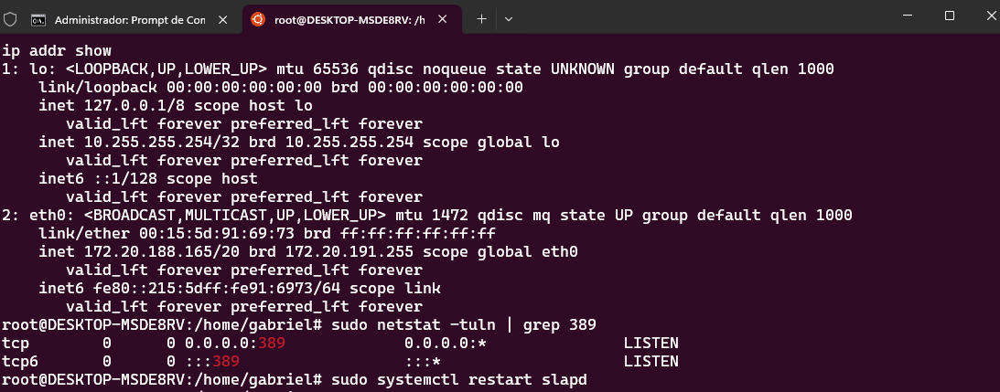 Administrador: Prompt de Con
root@DESKTOP-MSDE8RV: /h
ip addr show
1: lo: <LOOPBACK,UP,LOWER_UP> mtu 65536 qdisc noqueue state UNKNOWN group default qlen 1000
    link/loopback 00:00:00:00:00:00 brd 00:00:00:00:00:00
    inet 127.0.0.1/8 scope host lo
       valid_lft forever preferred_lft forever
    inet 10.255.255.254/32 brd 10.255.255.254 scope global lo
       valid_lft forever preferred_lft forever
    inet6 ::1/128 scope host
       valid_lft forever preferred_lft forever
2: eth0: <BROADCAST,MULTICAST,UP,LOWER_UP> mtu 1472 qdisc mq state UP group default qlen 1000
    link/ether 00:15:5d:91:69:73 brd ff:ff:ff:ff:ff:ff
    inet 172.20.188.165/20 brd 172.20.191.255 scope global eth0
       valid_lft forever preferred_lft forever
    inet6 fe80::215:5dff:fe91:6973/64 scope link
       valid_lft forever preferred_lft forever
root@DESKTOP-MSDE8RV:/home/gabriel# sudo netstat -tuln | grep 389
tcp        0      0 0.0.0.0:389             0.0.0.0:*               LISTEN
tcp6       0      0 :::389                  :::*                    LISTEN
root@DESKTOP-MSDE8RV:/home/gabriel# sudo systemctl restart slapd